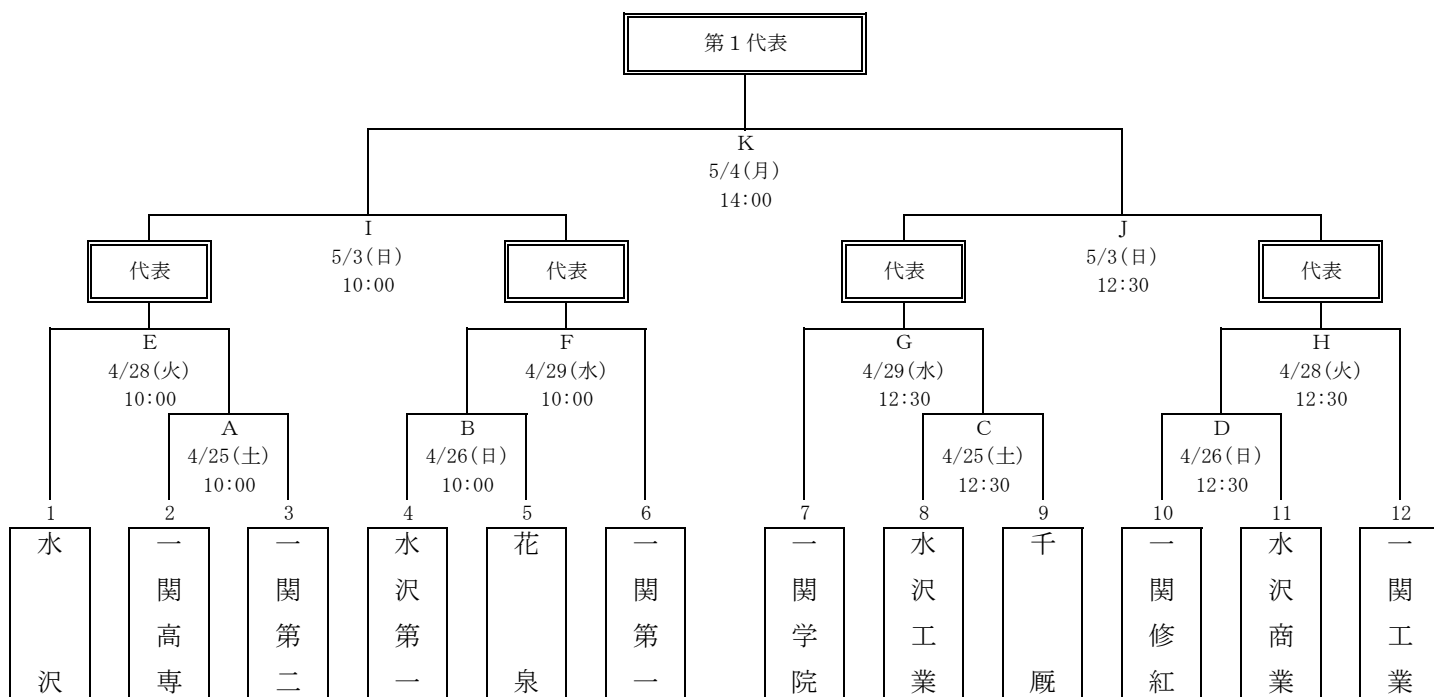 第１代表
K
5/4(月)
14:00
I
5/3(日)
10:00
J
5/3(日)
12:30
代表
代表
代表
代表
E
4/28(火)
10:00
F
4/29(水)
10:00
G
4/29(水)
12:30
H
4/28(火)
12:30
A
4/25(土)
10:00
B
4/26(日)
10:00
C
4/25(土)
12:30
D
4/26(日)
12:30
1
2
3
4
5
6
7
8
9
10
11
12
水沢
一関高専
一関第二
水沢第一
花泉
一関第一
一関学院
水沢工業
千厩
一関修紅
水沢商業
一関工業